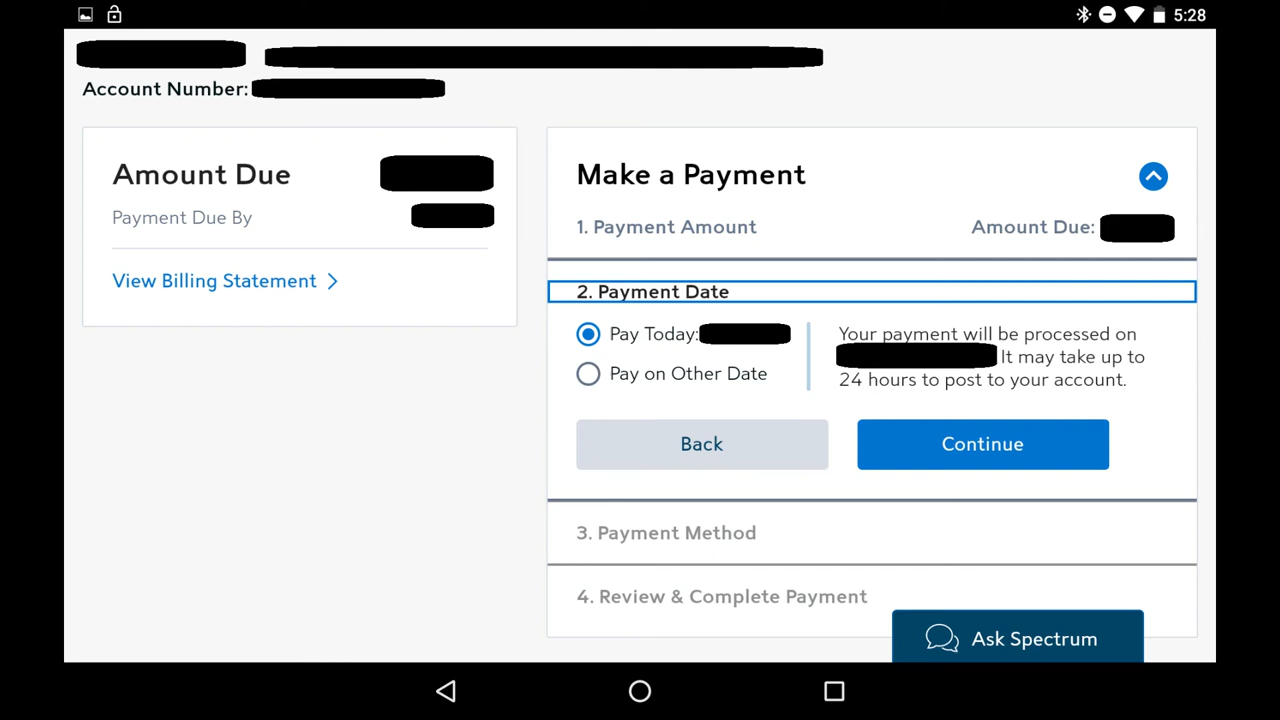 5:28
Account Number:
Amount Due
Payment Due By
View Billing Statement
Make a Payment
1. Payment Amount Amount Due:
2. Payment Date
Pay Today:
Pay on Other Date
Your payment will be processed on
It may take up to
24 hours to post to your account.
Back
Continue
3. Payment Method
4. Review & Complete Payment
Ask Spectrum